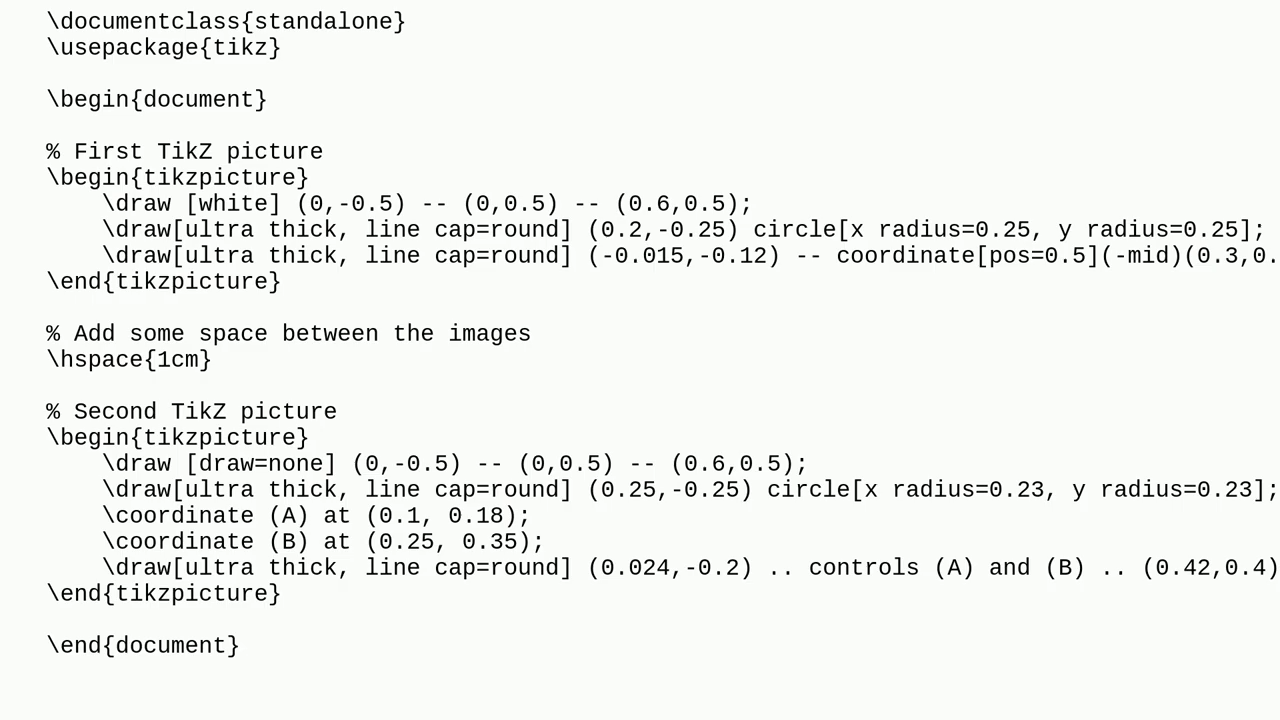 \documentclass{standalone}
\usepackage{tikz}
\begin{document}
% First TikZ picture
\begin{tikzpicture}
\draw [white] (0,-0.5) -- (0,0.5) -- (0.6,0.5);
\draw[ultra thick, line cap=round] (0.2,-0.25) circle[x radius=0.25, y radius=0.25];
\draw[ultra thick, line cap=round] (-0.015,-0.12) -- coordinate[pos=0.5](-mid)(0.3,0.
\end{tikzpicture}
% Add some space between the images
\hspace{1cm}
% Second TikZ picture
\begin{tikzpicture}
\draw [draw=none] (0,-0.5) -- (0,0.5) -- (0.6,0.5);
\draw[ultra thick, line cap=round] (0.25,-0.25) circle[x radius=0.23, y radius=0.23];
\coordinate (A) at (0.1, 0.18);
\coordinate (B) at (0.25, 0.35);
\draw[ultra thick, line cap=round] (0.024,-0.2) .. controls (A) and (B) .. (0.42,0.4)
\end{tikzpicture}
\end{document}